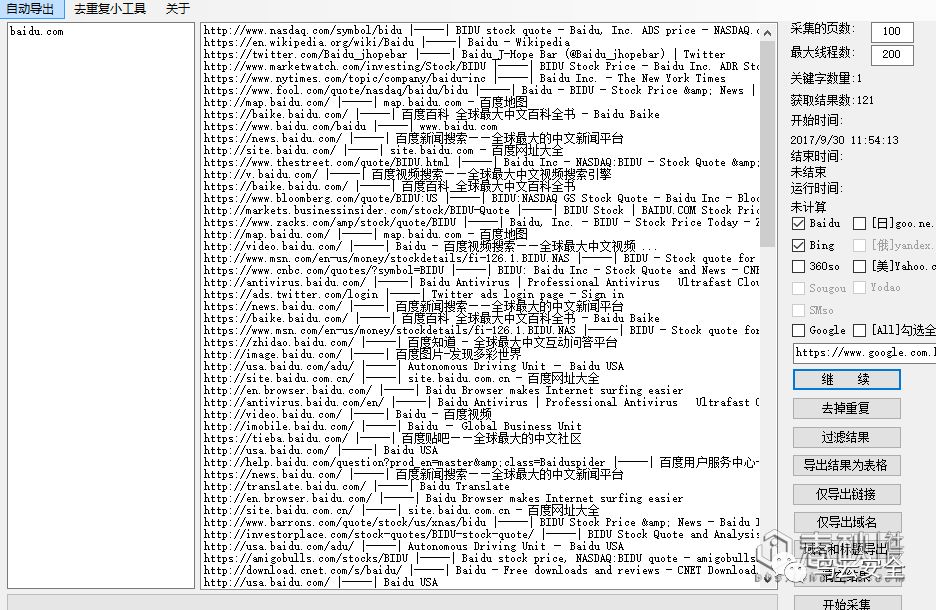 自动导出 去重复小工具 关于
baidu.com
http://www.nasdaq.com/symbol/bidu |————| BIDU stock quote - Baidu, Inc. ADS price - NASDAQ.c
https://en.wikipedia.org/wiki/Baidu |————| Baidu - Wikipedia
https://twitter.com/Baidu_jhopebar |————| Baidu_J-Hope Bar (@Baidu_jhopebar) | Twitter
http://www.marketwatch.com/investing/Stock/BIDU |————| BIDU Stock Price - Baidu Inc. ADR Sto
https://www.nytimes.com/topic/company/baidu-inc |————| Baidu Inc. - The New York Times
https://www.fool.com/quote/nasdaq/baidu/bidu |————| Baidu - BIDU - Stock Price &amp; News |
http://map.baidu.com/ |————| map.baidu.com - 百度地图
https://baike.baidu.com/ |————| 百度百科_全球最大中文百科全书 - Baidu Baike
https://www.baidu.com/baidu |————| www.baidu.com
https://news.baidu.com/ |————| 百度新闻搜索——全球最大的中文新闻平台
http://site.baidu.com/ |————| site.baidu.com - 百度网址大全
https://www.thestreet.com/quote/BIDU.html |————| Baidu Inc - NASDAQ:BIDU - Stock Quote &amp;
http://v.baidu.com/ |————| 百度视频搜索——全球最大中文视频搜索引擎
https://baike.baidu.com/ |————| 百度百科_全球最大中文百科全书
https://www.bloomberg.com/quote/BIDU:US |————| BIDU:NASDAQ GS Stock Quote - Baidu Inc - Bloo
http://markets.businessinsider.com/stock/BIDU-Quote |————| BIDU Stock | BAIDU.COM Stock Pric
https://www.zacks.com/amp/stock/quote/BIDU |————| Baidu, Inc. - BIDU - Stock Price Today - Z
http://map.baidu.com/ |————| map.baidu.com - 百度地图
http://video.baidu.com/ |————| Baidu - 百度视频搜索——全球最大中文视频 ...
http://www.msn.com/en-us/money/stockdetails/fi-126.1.BIDU.NAS |————| BIDU - Stock quote for
https://www.cnbc.com/quotes/?symbol=BIDU |————| BIDU: Baidu Inc - Stock Quote and News - CNB
http://antivirus.baidu.com/ |————| Baidu Antivirus | Professional Antivirus Ultrafast Clou
https://ads.twitter.com/login |————| Twitter ads login page - Sign in
https://news.baidu.com/ |————| 百度新闻搜索——全球最大的中文新闻平台
https://baike.baidu.com/ |————| 百度百科_全球最大中文百科全书 - Baidu Baike
https://www.msn.com/en-us/money/stockdetails/fi-126.1.BIDU.NAS |————| BIDU - Stock quote for
https://zhidao.baidu.com/ |————| 百度知道 - 全球最大中文互动问答平台
http://image.baidu.com/ |————| 百度图片-发现多彩世界
http://usa.baidu.com/adu/ |————| Autonomous Driving Unit — Baidu USA
http://site.baidu.com.cn/ |————| site.baidu.com.cn - 百度网址大全
http://en.browser.baidu.com/ |————| Baidu Browser makes Internet surfing easier
http://antivirus.baidu.com/en/ |————| Baidu Antivirus | Professional Antivirus Ultrafast C
http://video.baidu.com/ |————| Baidu - 百度视频
http://imobile.baidu.com/ |————| Baidu — Global Business Unit
https://tieba.baidu.com/ |————| 百度贴吧——全球最大的中文社区
http://usa.baidu.com/ |————| Baidu USA
http://help.baidu.com/question?prod_en=master&amp;class=Baiduspider |————| 百度用户服务中心-
https://news.baidu.com/ |————| 百度新闻搜索——全球最大的中文新闻平台
http://translate.baidu.com/ |————| Baidu Translate
http://en.browser.baidu.com/ |————| Baidu Browser makes Internet surfing easier
http://site.baidu.com.cn/ |————| site.baidu.com.cn - 百度网址大全
http://www.barrons.com/quote/stock/us/xnas/bidu |————| BIDU Stock Price &amp; News - Baidu I
http://investorplace.com/stock-quotes/BIDU-stock-quote/ |————| BIDU Stock Quote and Analysis
http://usa.baidu.com/adu/ |————| Autonomous Driving Unit — Baidu USA
https://amigobulls.com/stocks/BIDU |————| Baidu stock price, NASDAQ:BIDU quote - amigobulls
http://download.cnet.com/s/baidu/ |————| Baidu - Free downloads and reviews - CNET Download
http://usa.baidu.com/ |————| Baidu USA
采集的页数: 100
最大线程数: 200
关键字数量:1
获取结果数:121
开始时间:
2017/9/30 11:54:13
结束时间:
未结束
运行时间:
未计算
Baidu [日]goo.ne.
Bing [俄]yandex.
360so [美]Yahoo.c
Sougou Yodao
SMso
Google [All]勾选全
https://www.google.com.
继 续
去掉重复
过滤结果
导出结果为表格
仅导出链接
仅导出域名
域名和标题导出
清空结果
开始采集